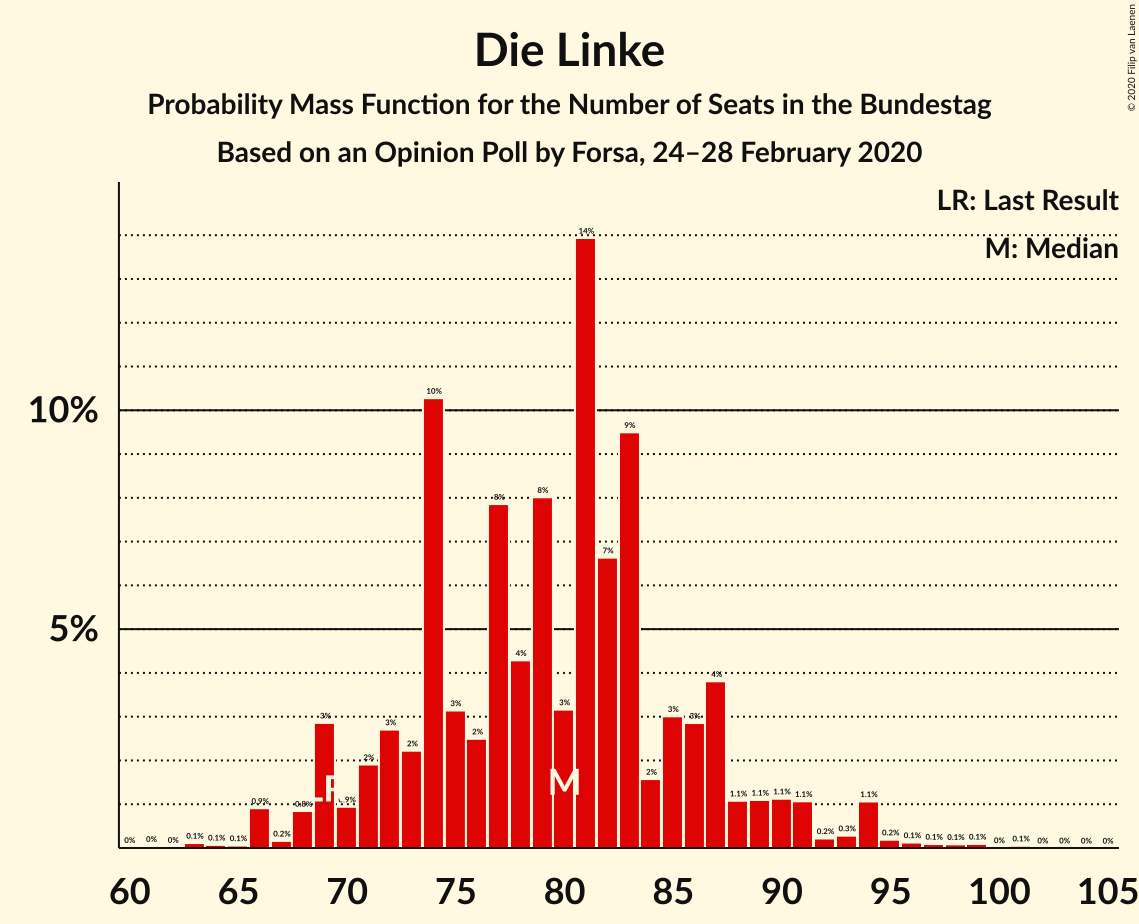 Die Linke
Probability Mass Function for the Number of Seats in the Bundestag
Based on an Opinion Poll by Forsa, 24–28 February 2020
© 2020 Filip van Laenen
LR: Last Result
M: Median
10%
5%
0% 0% 0% 0.1% 0.1% 0.1% 0.9% 0.2% 0.8% 3% 0.9% 2% 3% 2% 10% 3% 2% 8% 4% 8% 3% 14% 7% 9% 2% 3% 3% 4% 1.1% 1.1% 1.1% 1.1% 0.2% 0.3% 1.1% 0.2% 0.1% 0.1% 0.1% 0.1% 0% 0.1% 0% 0% 0% 0%
LR M
60 65 70 75 80 85 90 95 100 105